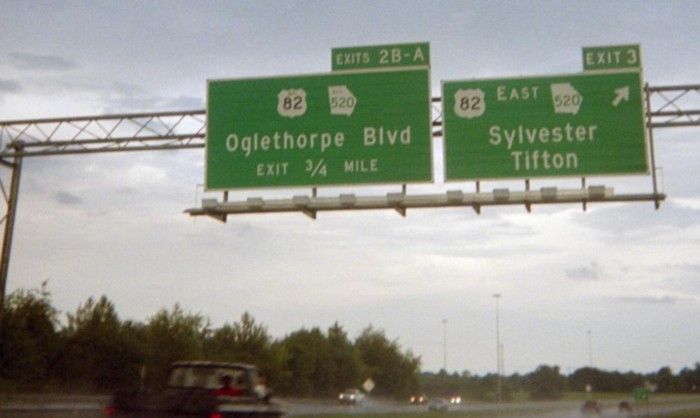 EXITS 2B-A
82 520
Oglethorpe Blvd
EXIT 3/4 MILE
EXIT 3
82 EAST 520
Sylvester
Tifton